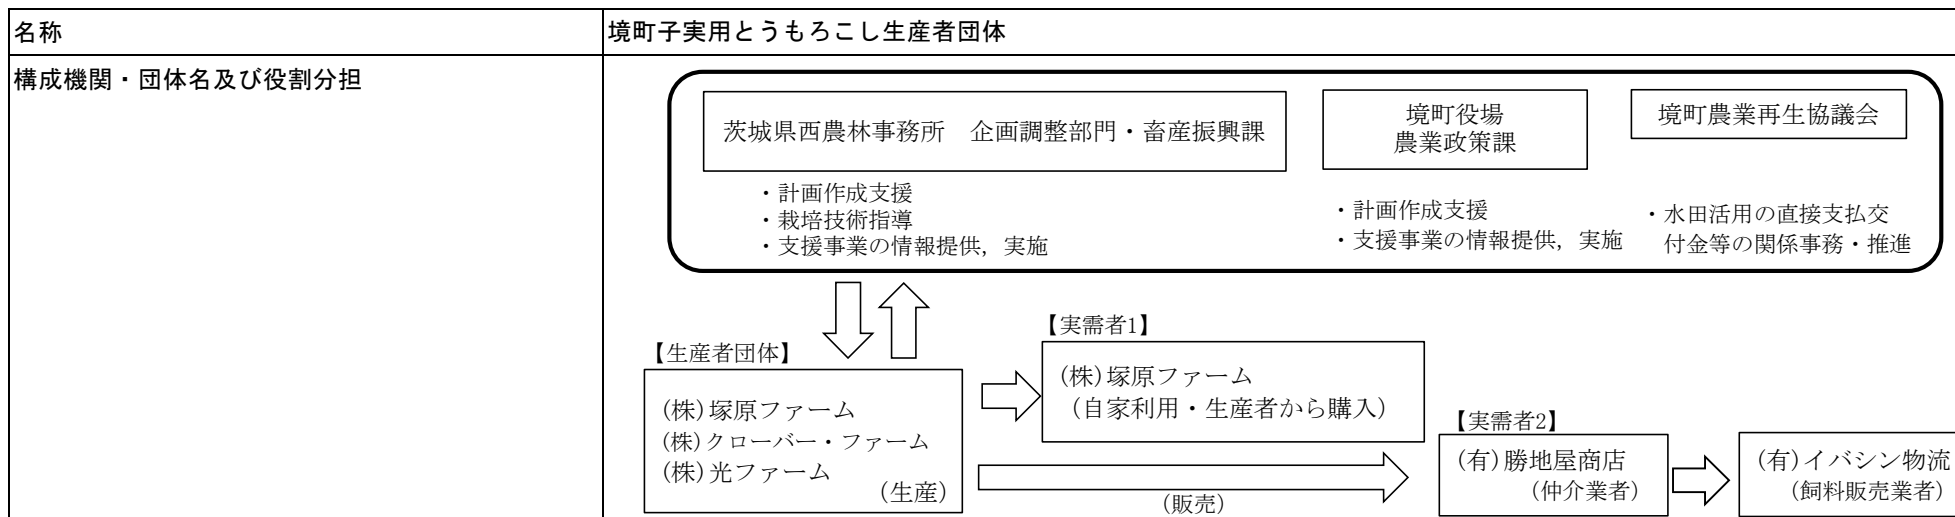 名称
境町子実用とうもろこし生産者団体
構成機関・団体名及び役割分担
茨城県西農林事務所　企画調整部門・畜産振興課
・計画作成支援
・栽培技術指導
・支援事業の情報提供，実施
境町役場
農業政策課
・計画作成支援
・支援事業の情報提供，実施
境町農業再生協議会
・水田活用の直接支払交
付金等の関係事務・推進
【生産者団体】
(株)塚原ファーム
(株)クローバー・ファーム
(株)光ファーム
(生産)
【実需者1】
(株)塚原ファーム
（自家利用・生産者から購入）
(販売)
【実需者2】
(有)勝地屋商店
(仲介業者)
(有)イバシン物流
(飼料販売業者)